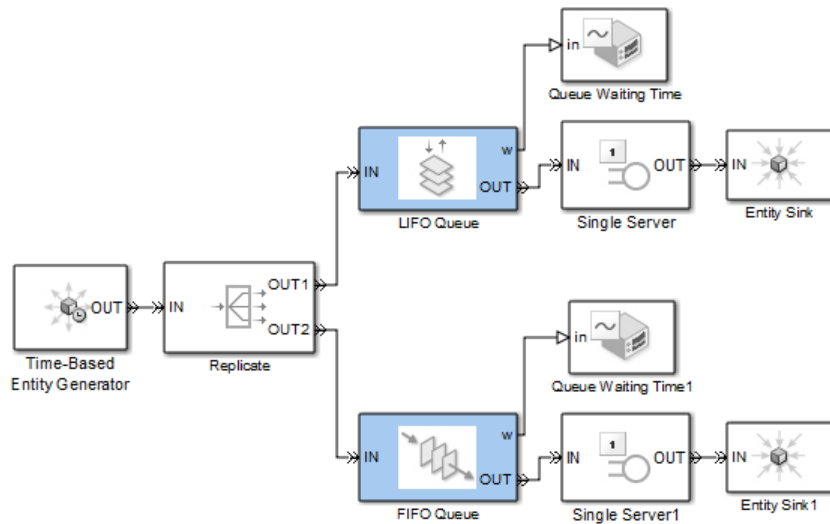 in
Queue Waiting Time
w
IN
OUT
LIFO Queue
1
IN
OUT
Single Server
IN
Entity Sink
OUT
Time-Based
Entity Generator
IN
OUT1
OUT2
Replicate
in
Queue Waiting Time1
w
IN
OUT
FIFO Queue
1
IN
OUT
Single Server1
IN
Entity Sink1